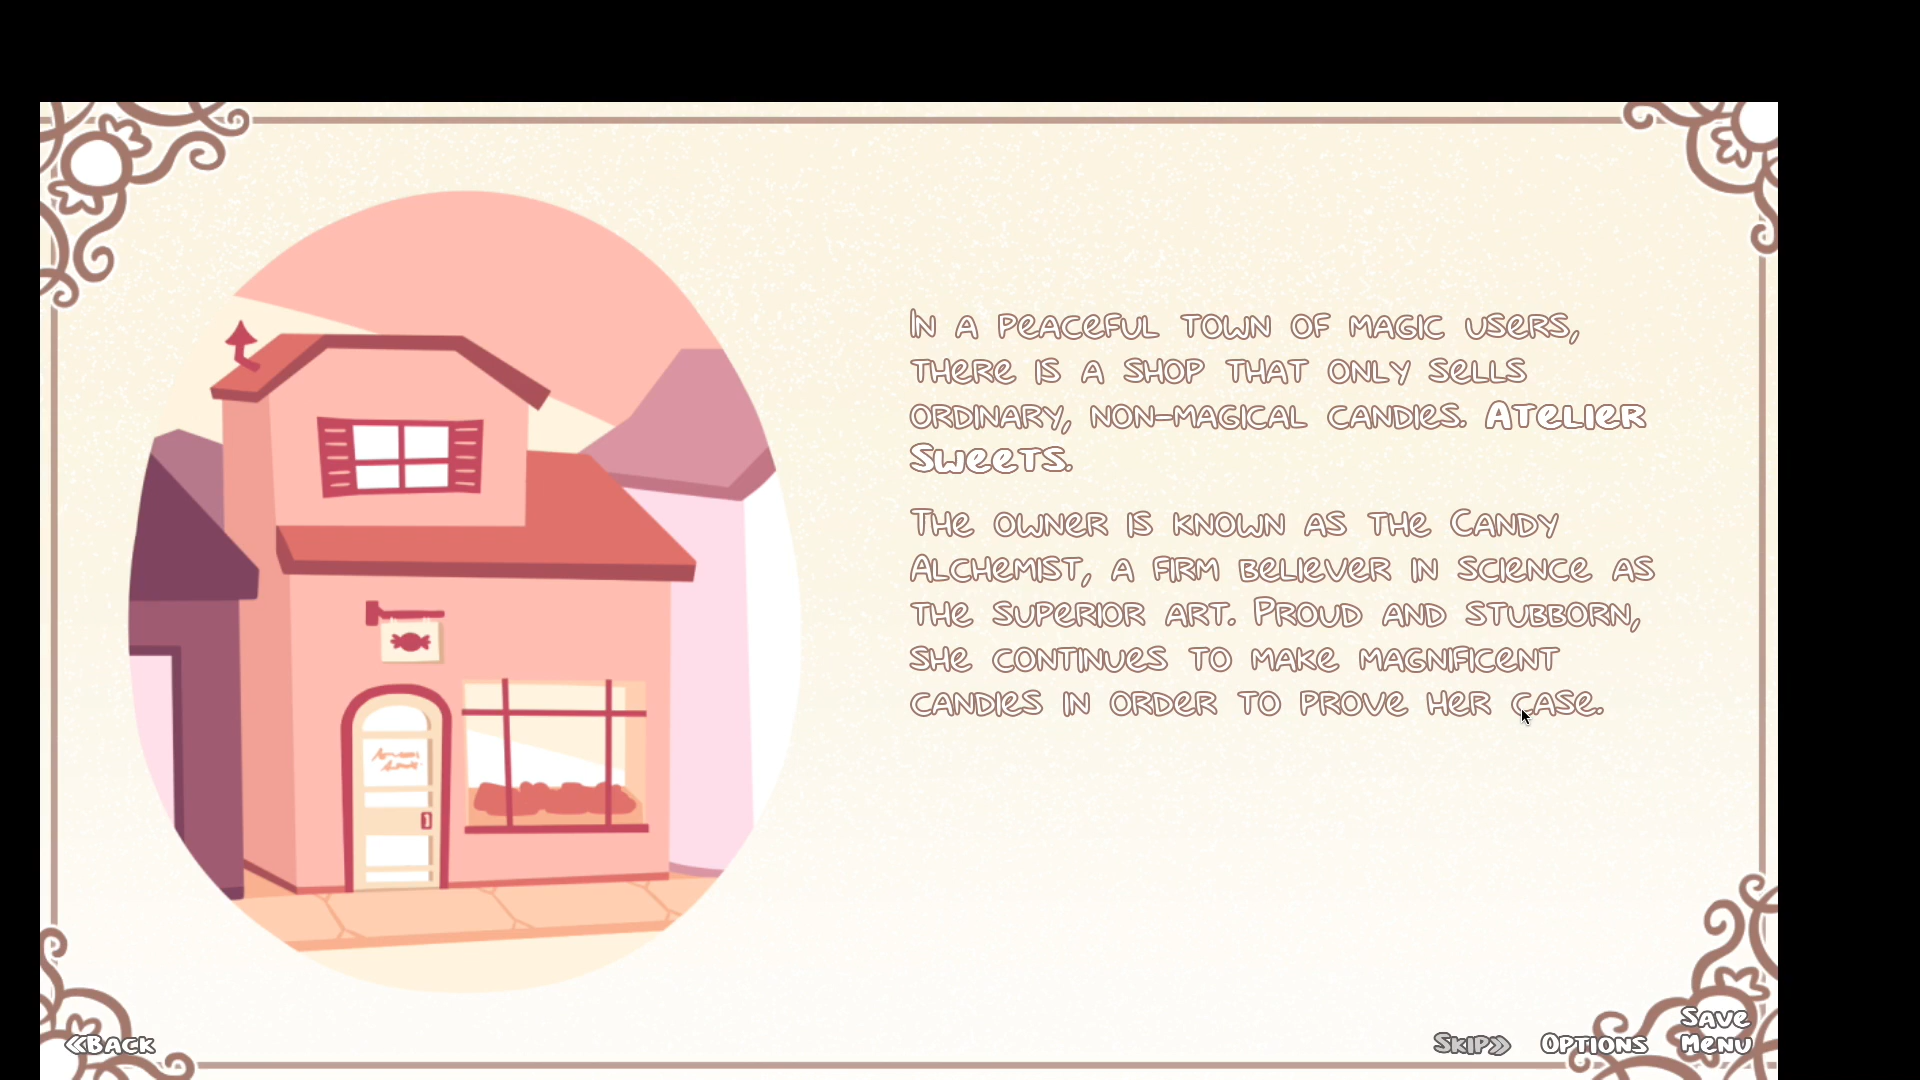 In a peaceful town of magic users,
there is a shop that only sells
ordinary, non-magical candies. Atelier
Sweets.
The owner is known as the Candy
Alchemist, a firm believer in science as
the superior art. Proud and stubborn,
she continues to make magnificent
candies in order to prove her case.
Back
Skip
Options
Save
Menu